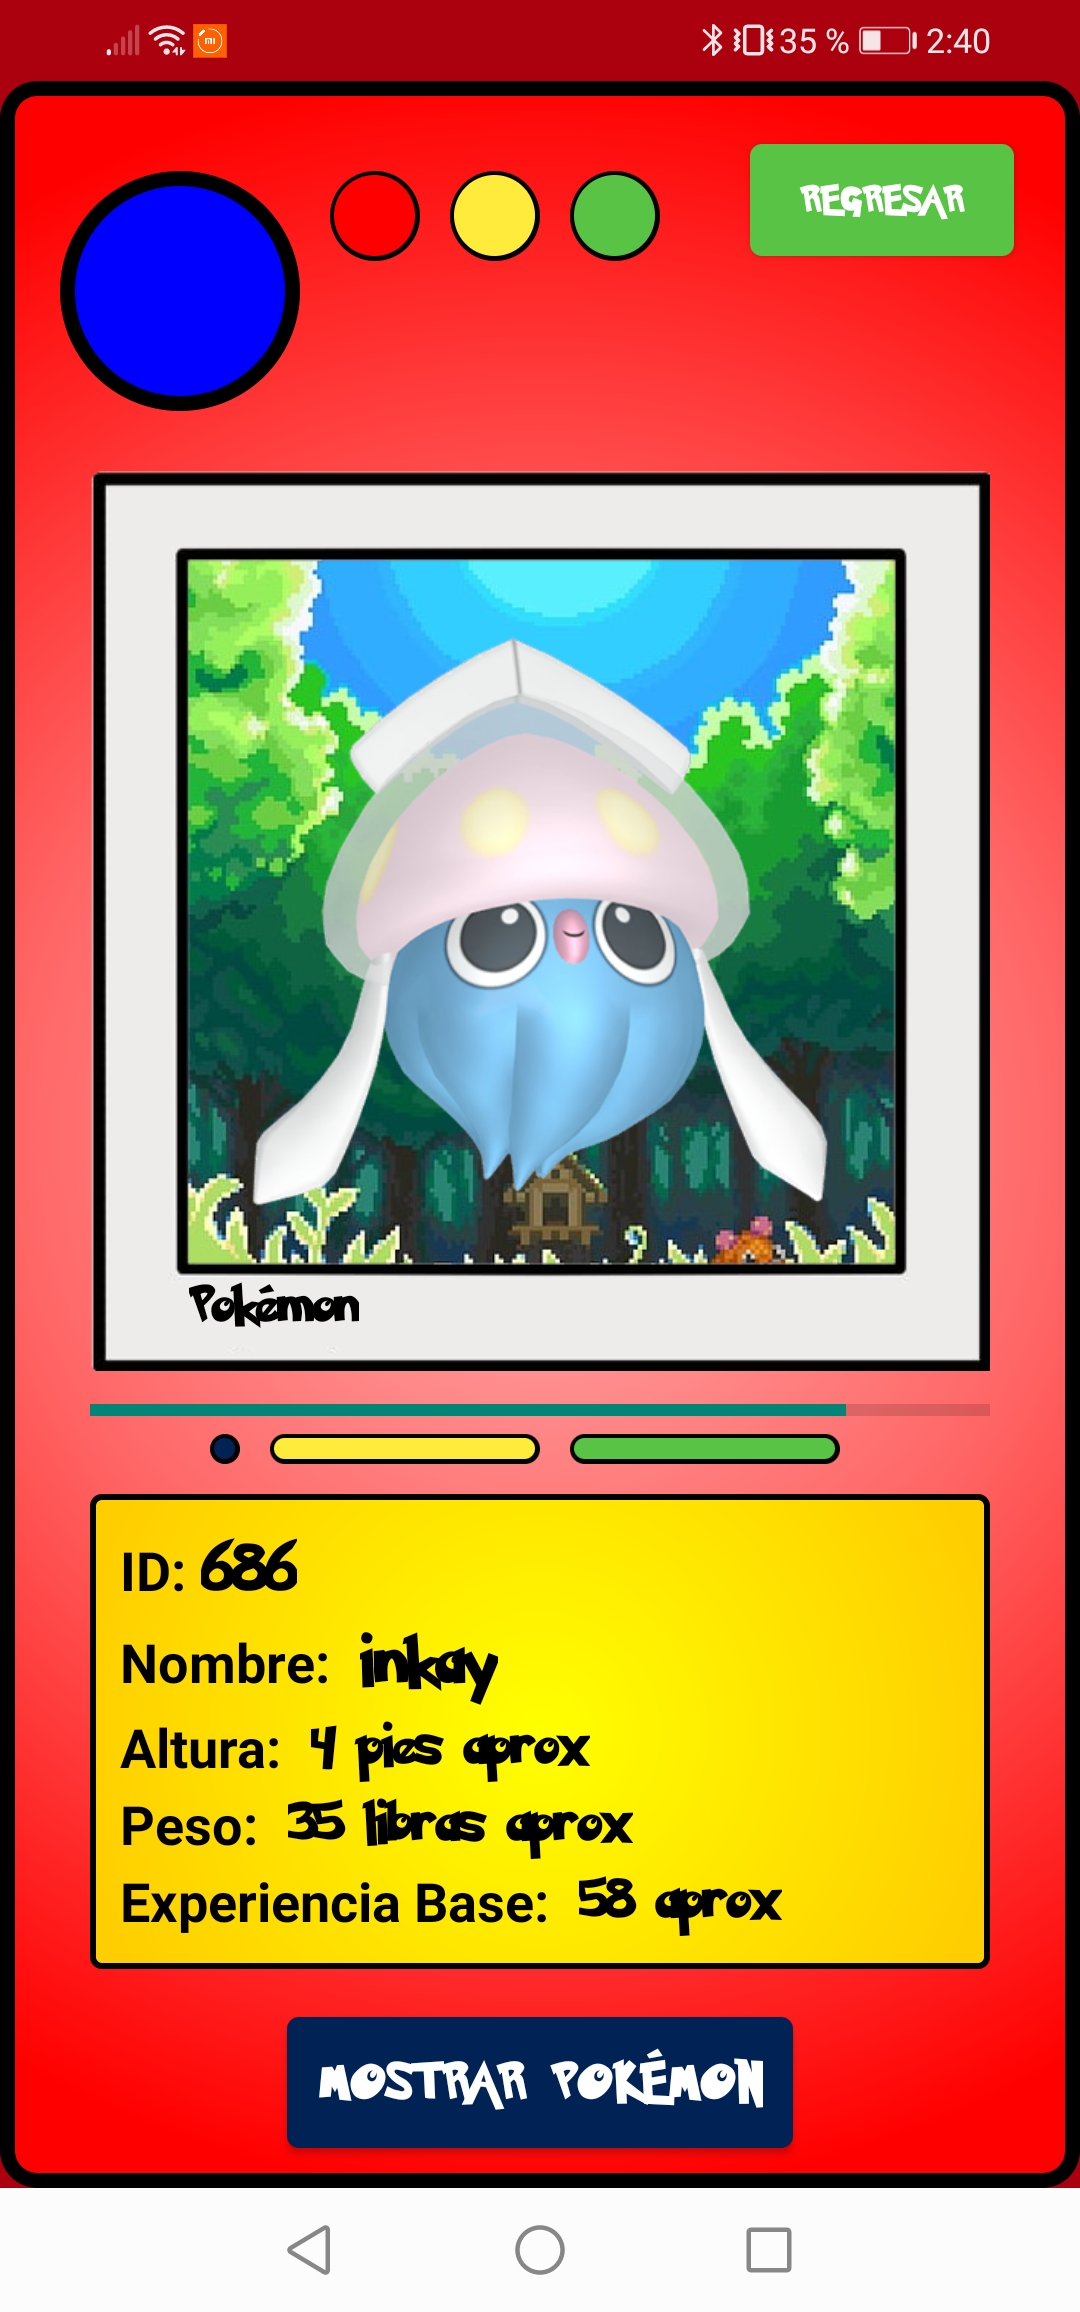 35 % 2:40
REGRESAR
Pokémon
ID: 686
Nombre: inkay
Altura: 4 pies aprox
Peso: 35 libras aprox
Experiencia Base: 58 aprox
MOSTRAR POKÉMON